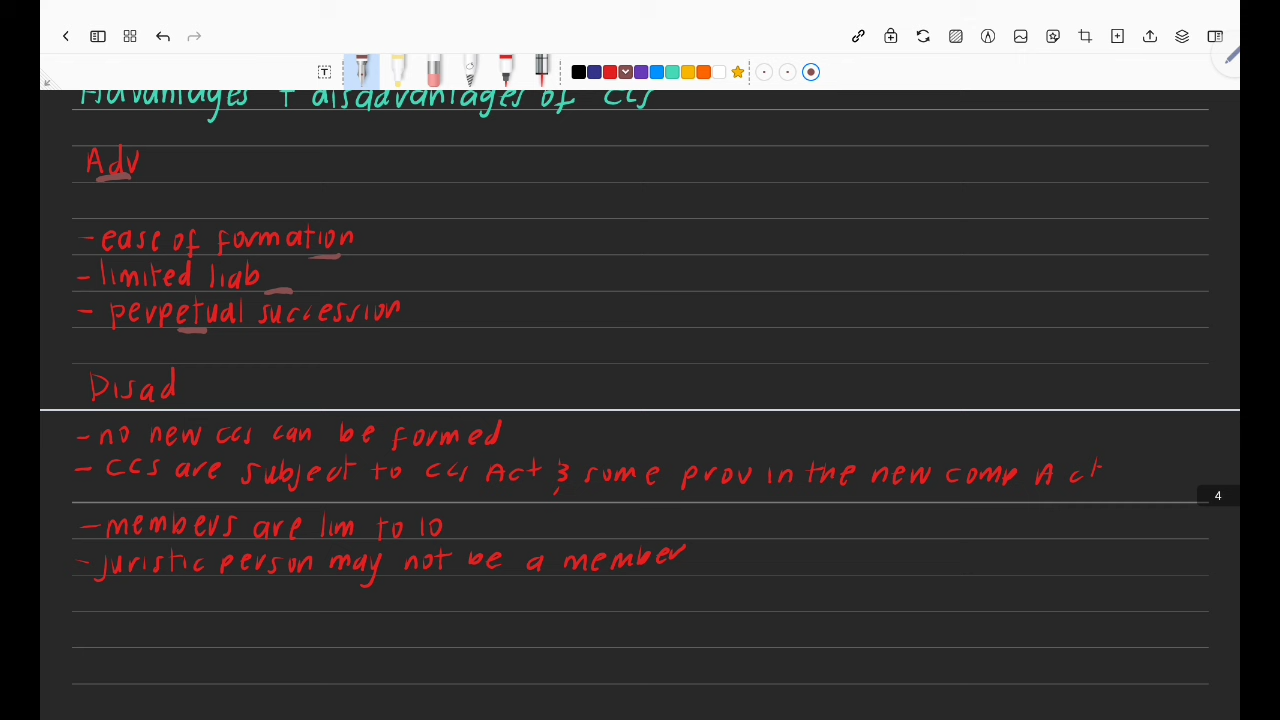 Advantages + disadvantages of CCs
Adv
- ease of formation
- limited liab
- perpetual succession
Disad
- no new CCs can be formed
- CCs are subject to CCs Act & some prov in the new comp Act
4
- members are lim to 10
- juristic person may not be a member